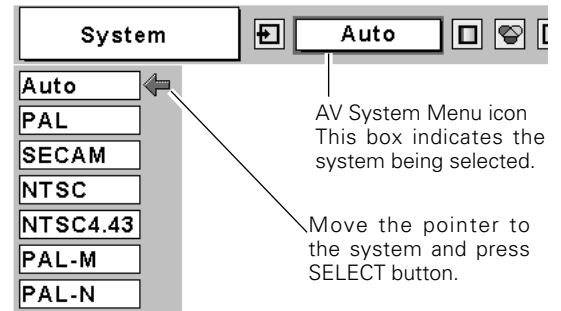 System
Auto
Auto
PAL
SECAM
NTSC
NTSC4.43
PAL-M
PAL-N
AV System Menu icon
This box indicates the
system being selected.
Move the pointer to
the system and press
SELECT button.